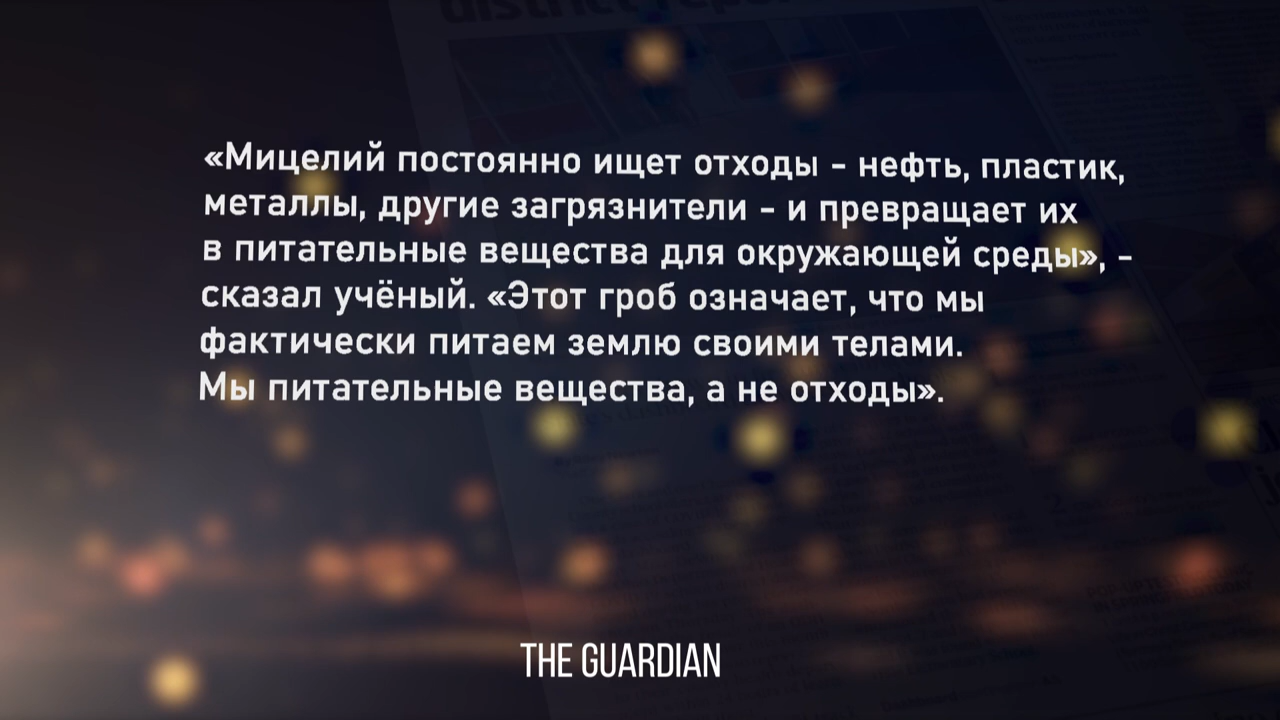 «Мицелий постоянно ищет отходы – нефть, пластик,
металлы, другие загрязнители – и превращает их
в питательные вещества для окружающей среды», –
сказал учёный. «Этот гроб означает, что мы
фактически питаем землю своими телами.
Мы питательные вещества, а не отходы».
THE GUARDIAN